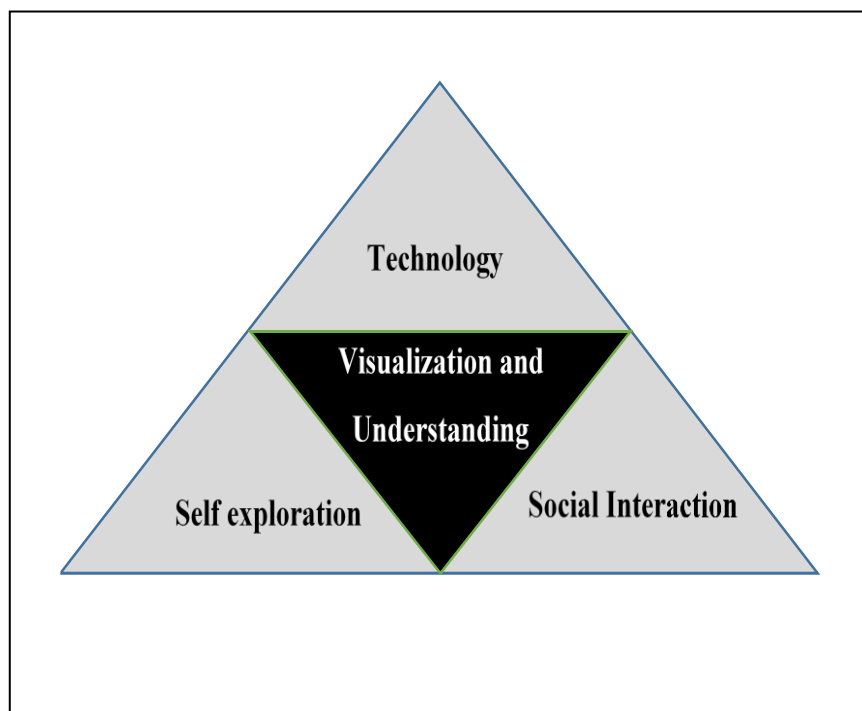 Technology
Visualization and
Understanding
Self exploration
Social Interaction